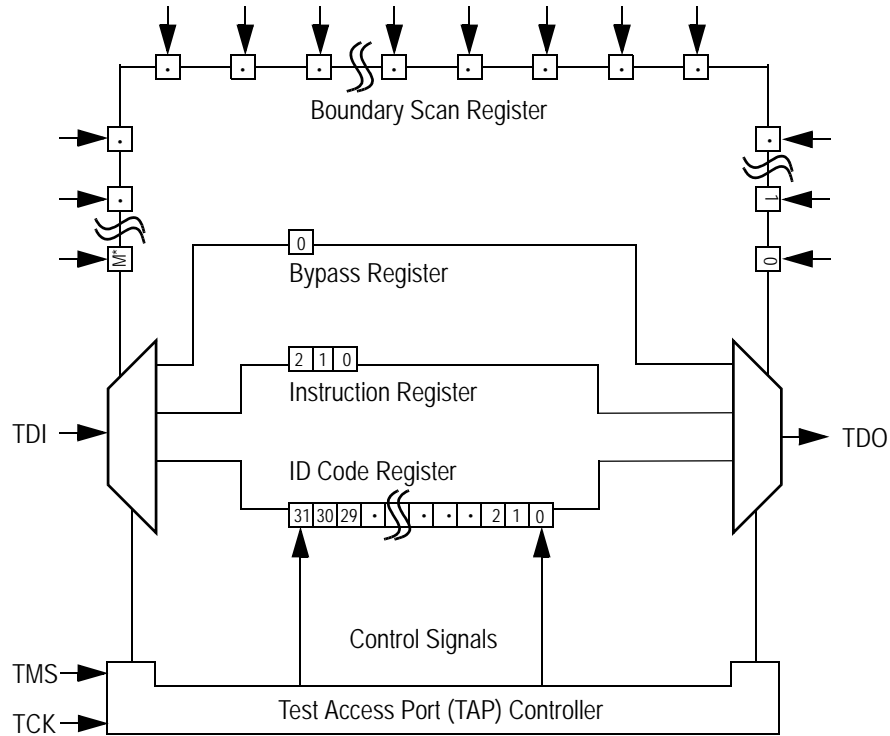 Boundary Scan Register
M*
1
0
0
Bypass Register
2 1 0
Instruction Register
TDI
TDO
ID Code Register
31 30 29 · · · · 2 1 0
Control Signals
TMS
Test Access Port (TAP) Controller
TCK